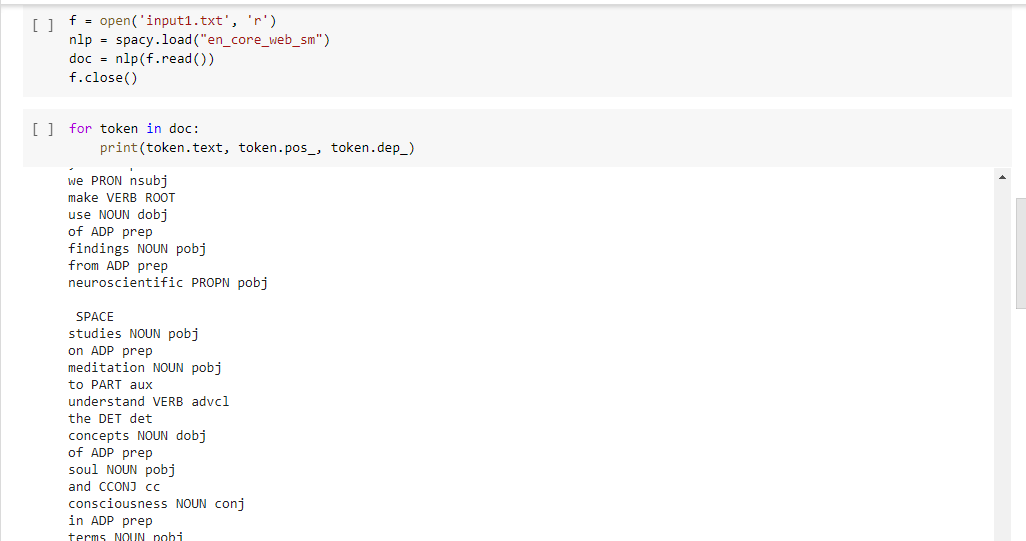 [ ] f = open('input1.txt', 'r')
nlp = spacy.load("en_core_web_sm")
doc = nlp(f.read())
f.close()
[ ] for token in doc:
print(token.text, token.pos_, token.dep_)
we PRON nsubj
make VERB ROOT
use NOUN dobj
of ADP prep
findings NOUN pobj
from ADP prep
neuroscientific PROPN pobj
SPACE
studies NOUN pobj
on ADP prep
meditation NOUN pobj
to PART aux
understand VERB advcl
the DET det
concepts NOUN dobj
of ADP prep
soul NOUN pobj
and CCONJ cc
consciousness NOUN conj
in ADP prep
terms NOUN pobj